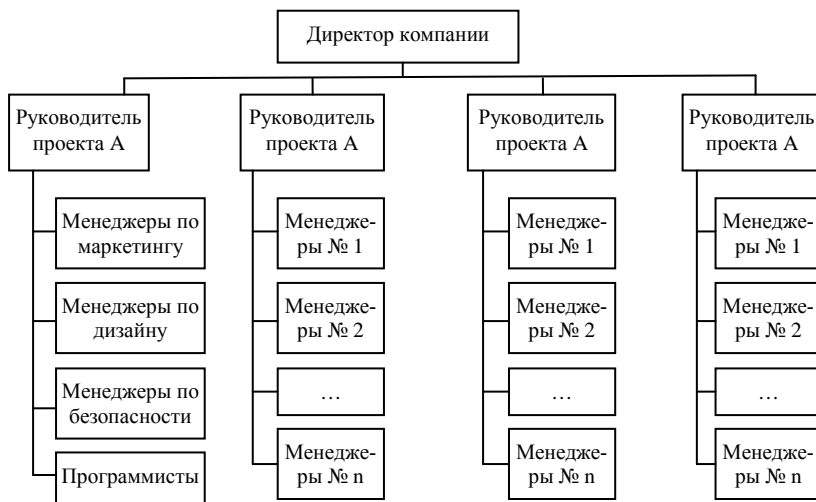 Директор компании
Руководитель
проекта А
Руководитель
проекта А
Руководитель
проекта А
Руководитель
проекта А
Менеджеры по
маркетингу
Менеджеры по
дизайну
Менеджеры по
безопасности
Программисты
Менедже-
ры № 1
Менедже-
ры № 2
…
Менедже-
ры № n
Менедже-
ры № 1
Менедже-
ры № 2
…
Менедже-
ры № n
Менедже-
ры № 1
Менедже-
ры № 2
…
Менедже-
ры № n